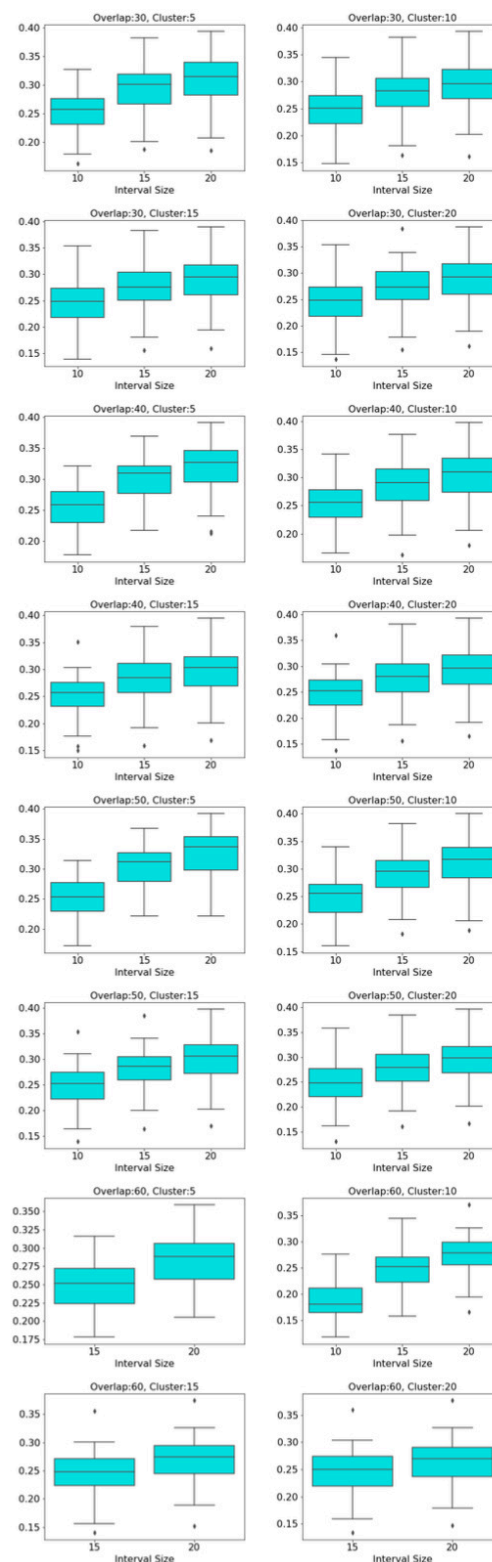 Overlap:30, Cluster:5
0.40
0.35
0.30
0.25
0.20
10 15 20
Interval Size
Overlap:30, Cluster:10
0.40
0.35
0.30
0.25
0.20
0.15
10 15 20
Interval Size
Overlap:30, Cluster:15
0.40
0.35
0.30
0.25
0.20
0.15
10 15 20
Interval Size
Overlap:30, Cluster:20
0.40
0.35
0.30
0.25
0.20
0.15
10 15 20
Interval Size
Overlap:40, Cluster:5
0.40
0.35
0.30
0.25
0.20
10 15 20
Interval Size
Overlap:40, Cluster:10
0.40
0.35
0.30
0.25
0.20
10 15 20
Interval Size
Overlap:40, Cluster:15
0.40
0.35
0.30
0.25
0.20
0.15
10 15 20
Interval Size
Overlap:40, Cluster:20
0.40
0.35
0.30
0.25
0.20
0.15
10 15 20
Interval Size
Overlap:50, Cluster:5
0.40
0.35
0.30
0.25
0.20
10 15 20
Interval Size
Overlap:50, Cluster:10
0.40
0.35
0.30
0.25
0.20
0.15
10 15 20
Interval Size
Overlap:50, Cluster:15
0.40
0.35
0.30
0.25
0.20
0.15
10 15 20
Interval Size
Overlap:50, Cluster:20
0.40
0.35
0.30
0.25
0.20
0.15
10 15 20
Interval Size
Overlap:60, Cluster:5
0.350
0.325
0.300
0.275
0.250
0.225
0.200
0.175
15 20
Interval Size
Overlap:60, Cluster:10
0.35
0.30
0.25
0.20
0.15
10 15 20
Interval Size
Overlap:60, Cluster:15
0.35
0.30
0.25
0.20
0.15
15 20
Interval Size
Overlap:60, Cluster:20
0.35
0.30
0.25
0.20
0.15
15 20
Interval Size